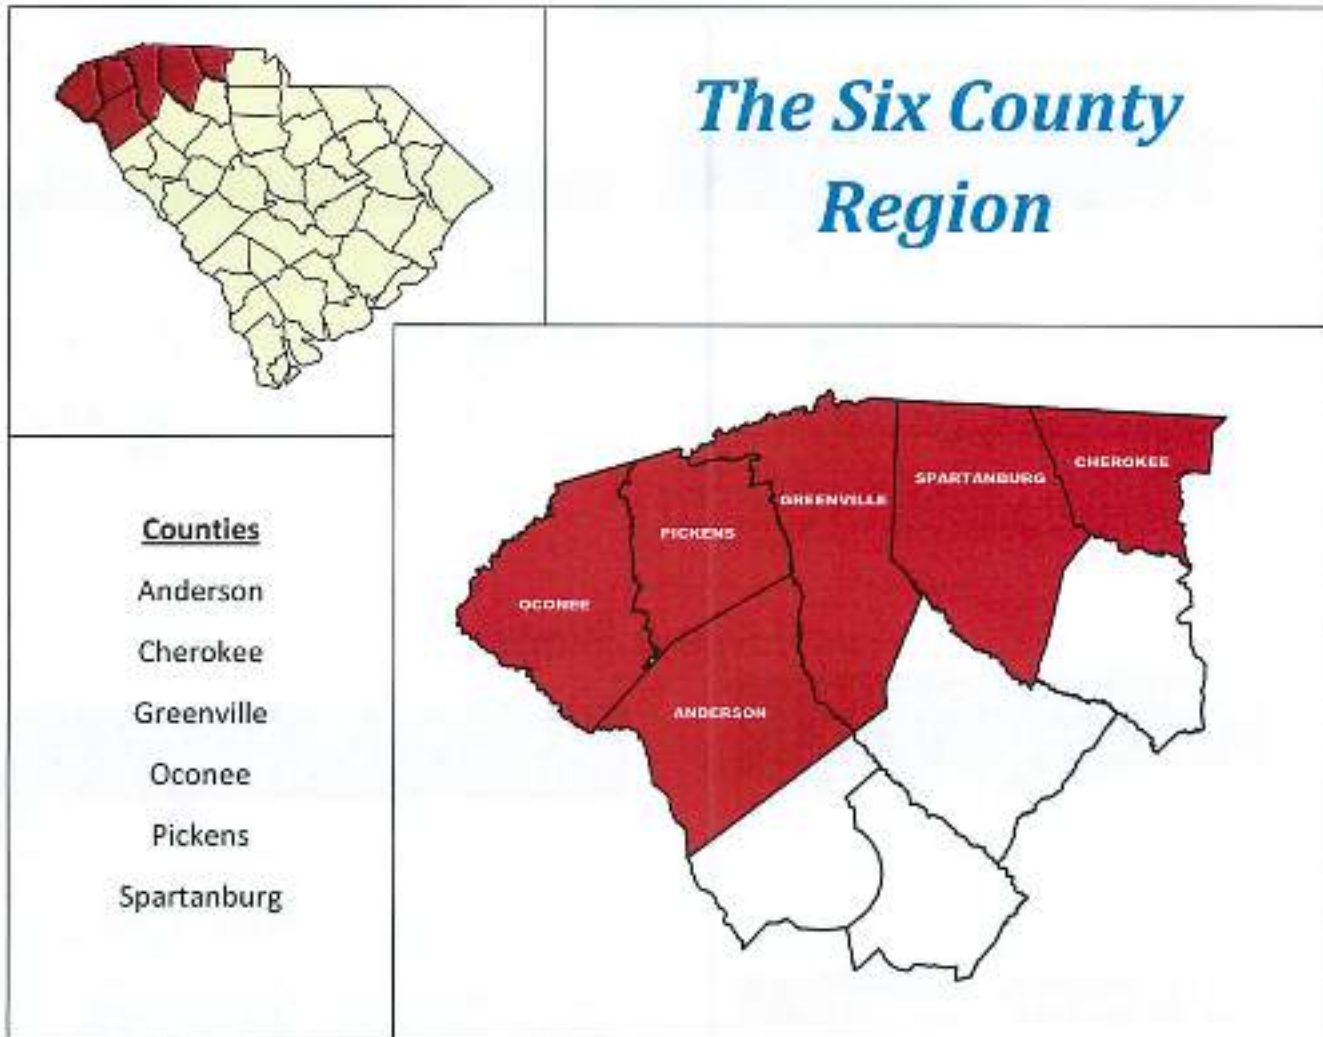 The Six County
Region
Counties
Anderson
Cherokee
Greenville
Oconee
Pickens
Spartanburg
CHEROKEE
SPARTANBURG
GREENVILLE
PICKENS
OCONEE
ANDERSON